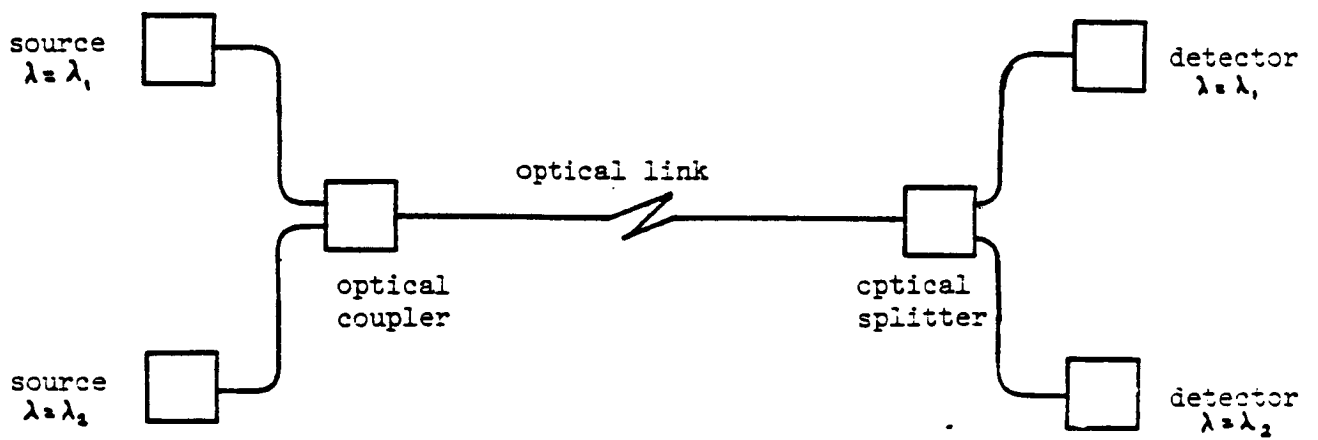 source
λ = λ₁
detector
λ = λ₁
optical link
optical
coupler
cptical
splitter
source
λ = λ₂
detector
λ = λ₂